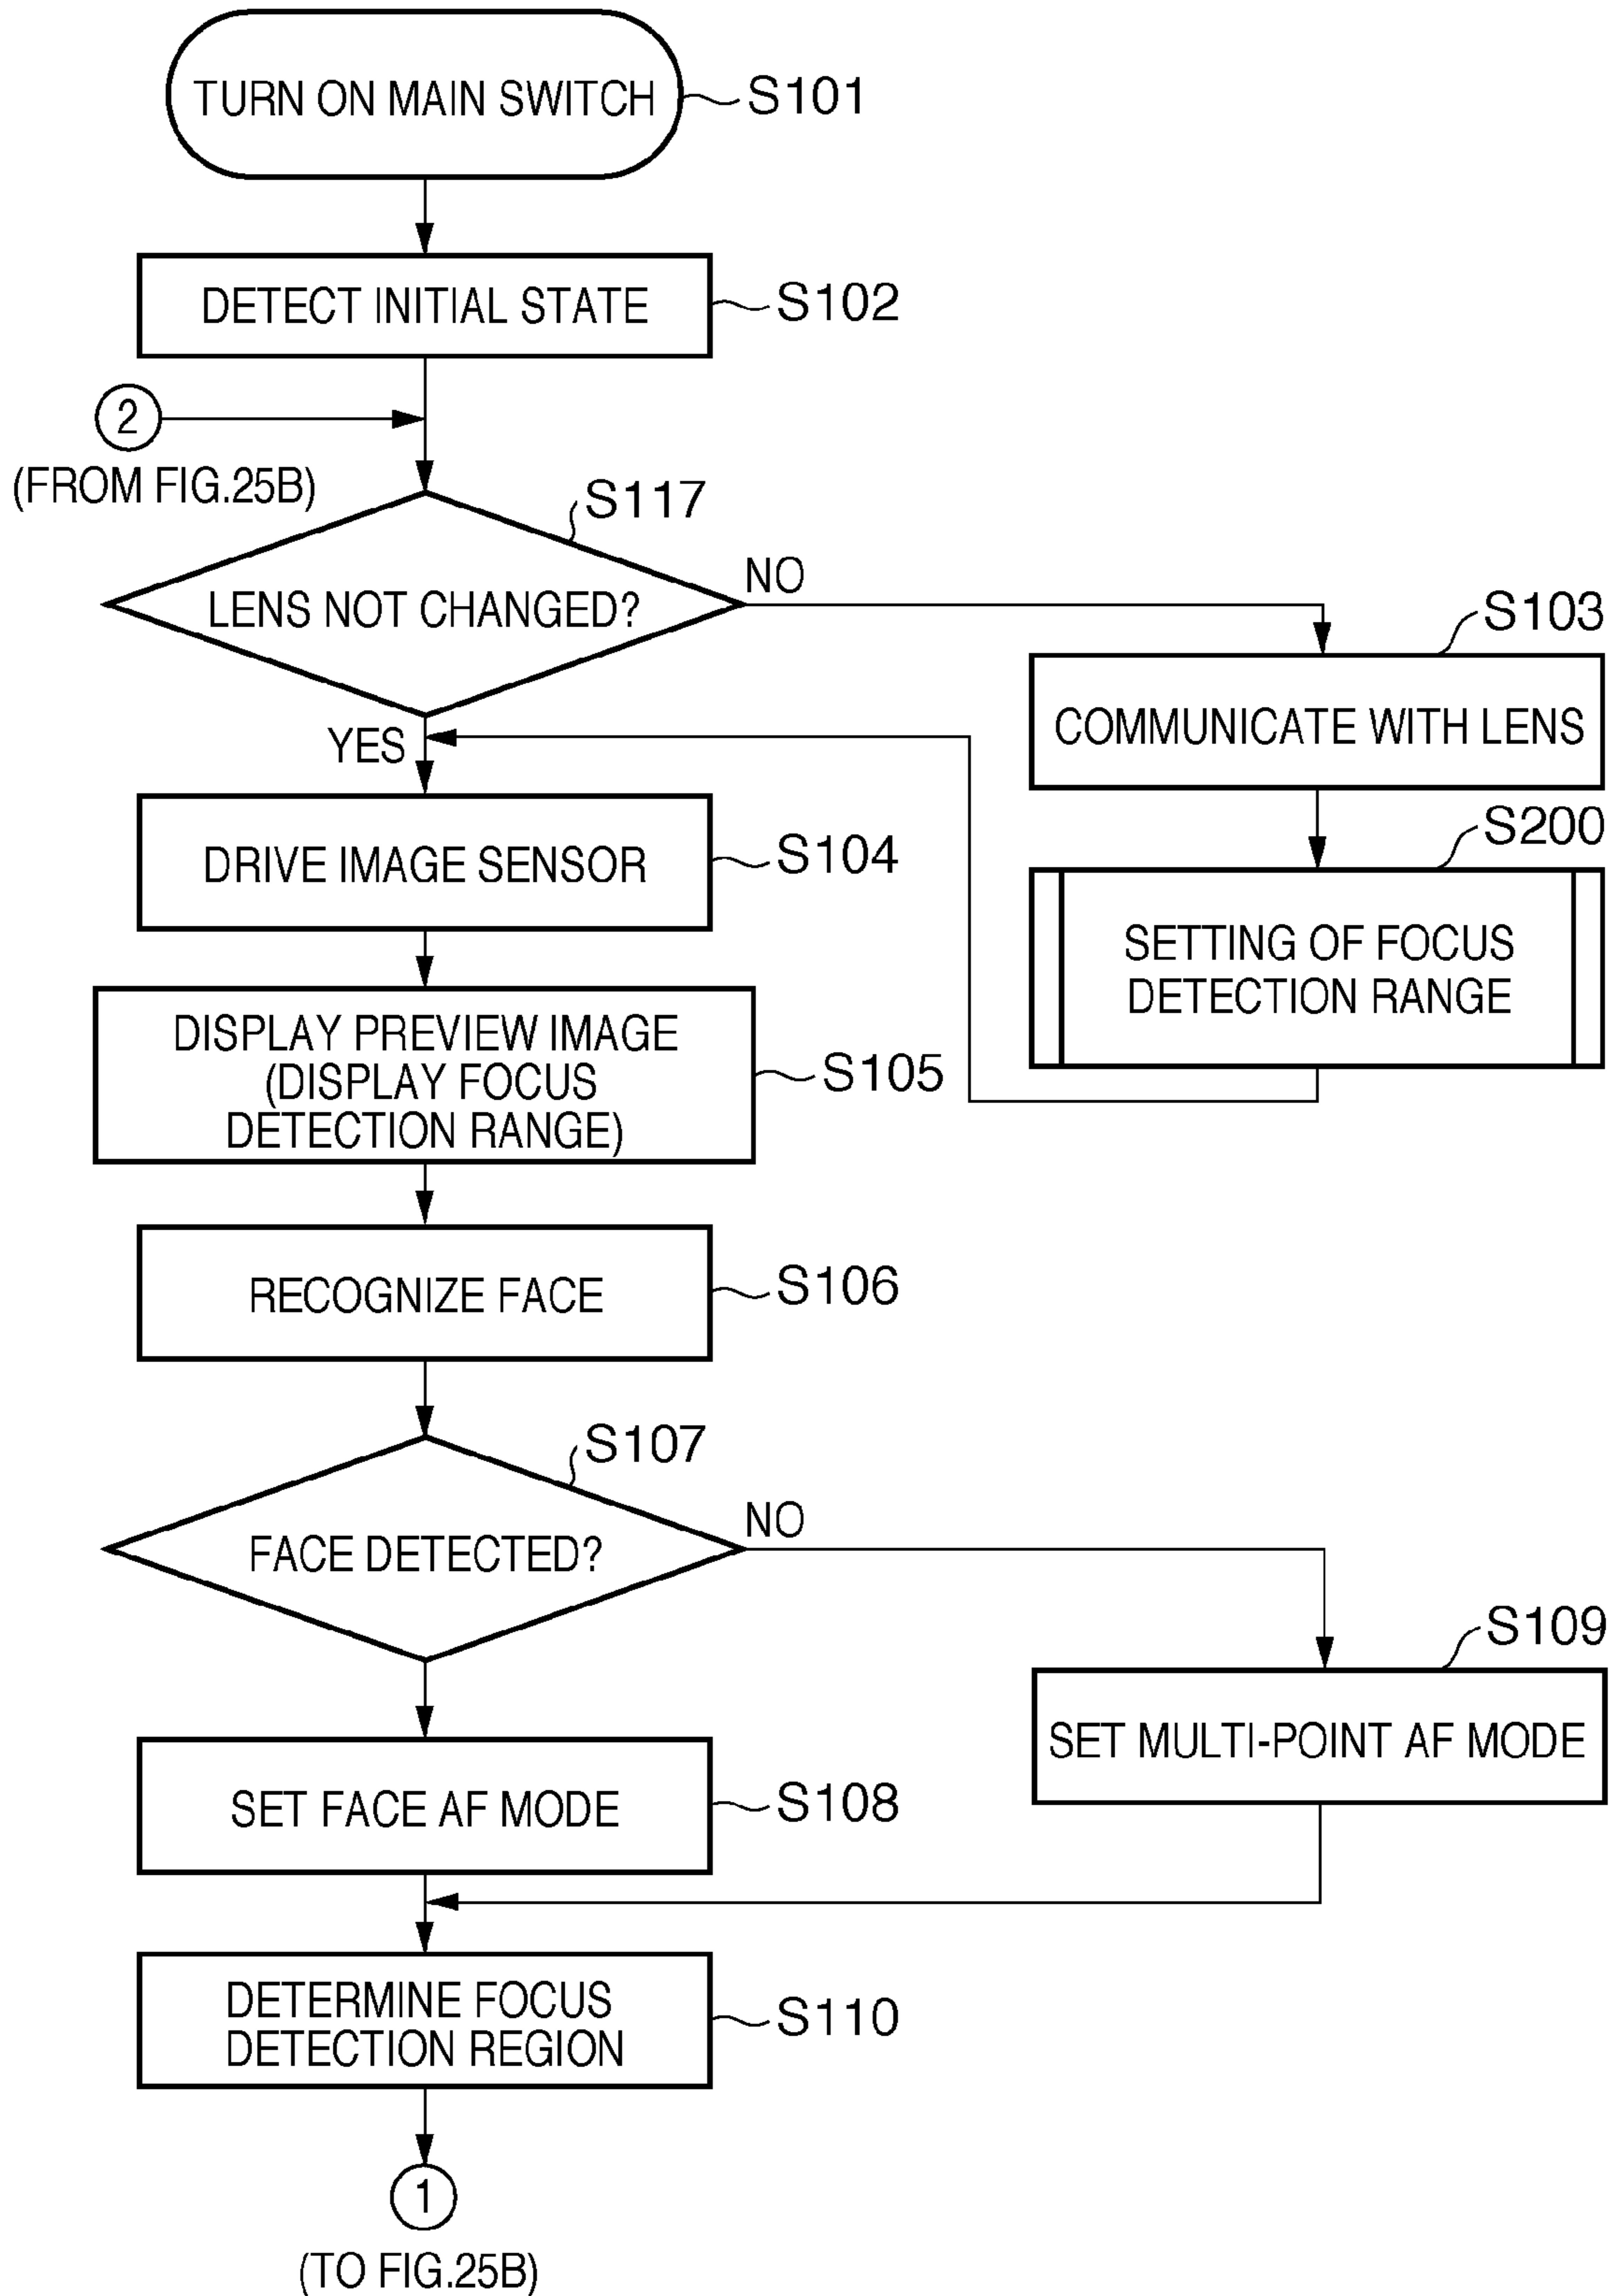 TURN ON MAIN SWITCH
S101
DETECT INITIAL STATE
S102
2
(FROM FIG.25B)
S117
LENS NOT CHANGED?
NO
YES
S103
COMMUNICATE WITH LENS
S200
SETTING OF FOCUS
DETECTION RANGE
DRIVE IMAGE SENSOR
S104
DISPLAY PREVIEW IMAGE
(DISPLAY FOCUS
DETECTION RANGE)
S105
RECOGNIZE FACE
S106
S107
FACE DETECTED?
NO
S109
SET MULTI-POINT AF MODE
SET FACE AF MODE
S108
DETERMINE FOCUS
DETECTION REGION
S110
1
(TO FIG.25B)